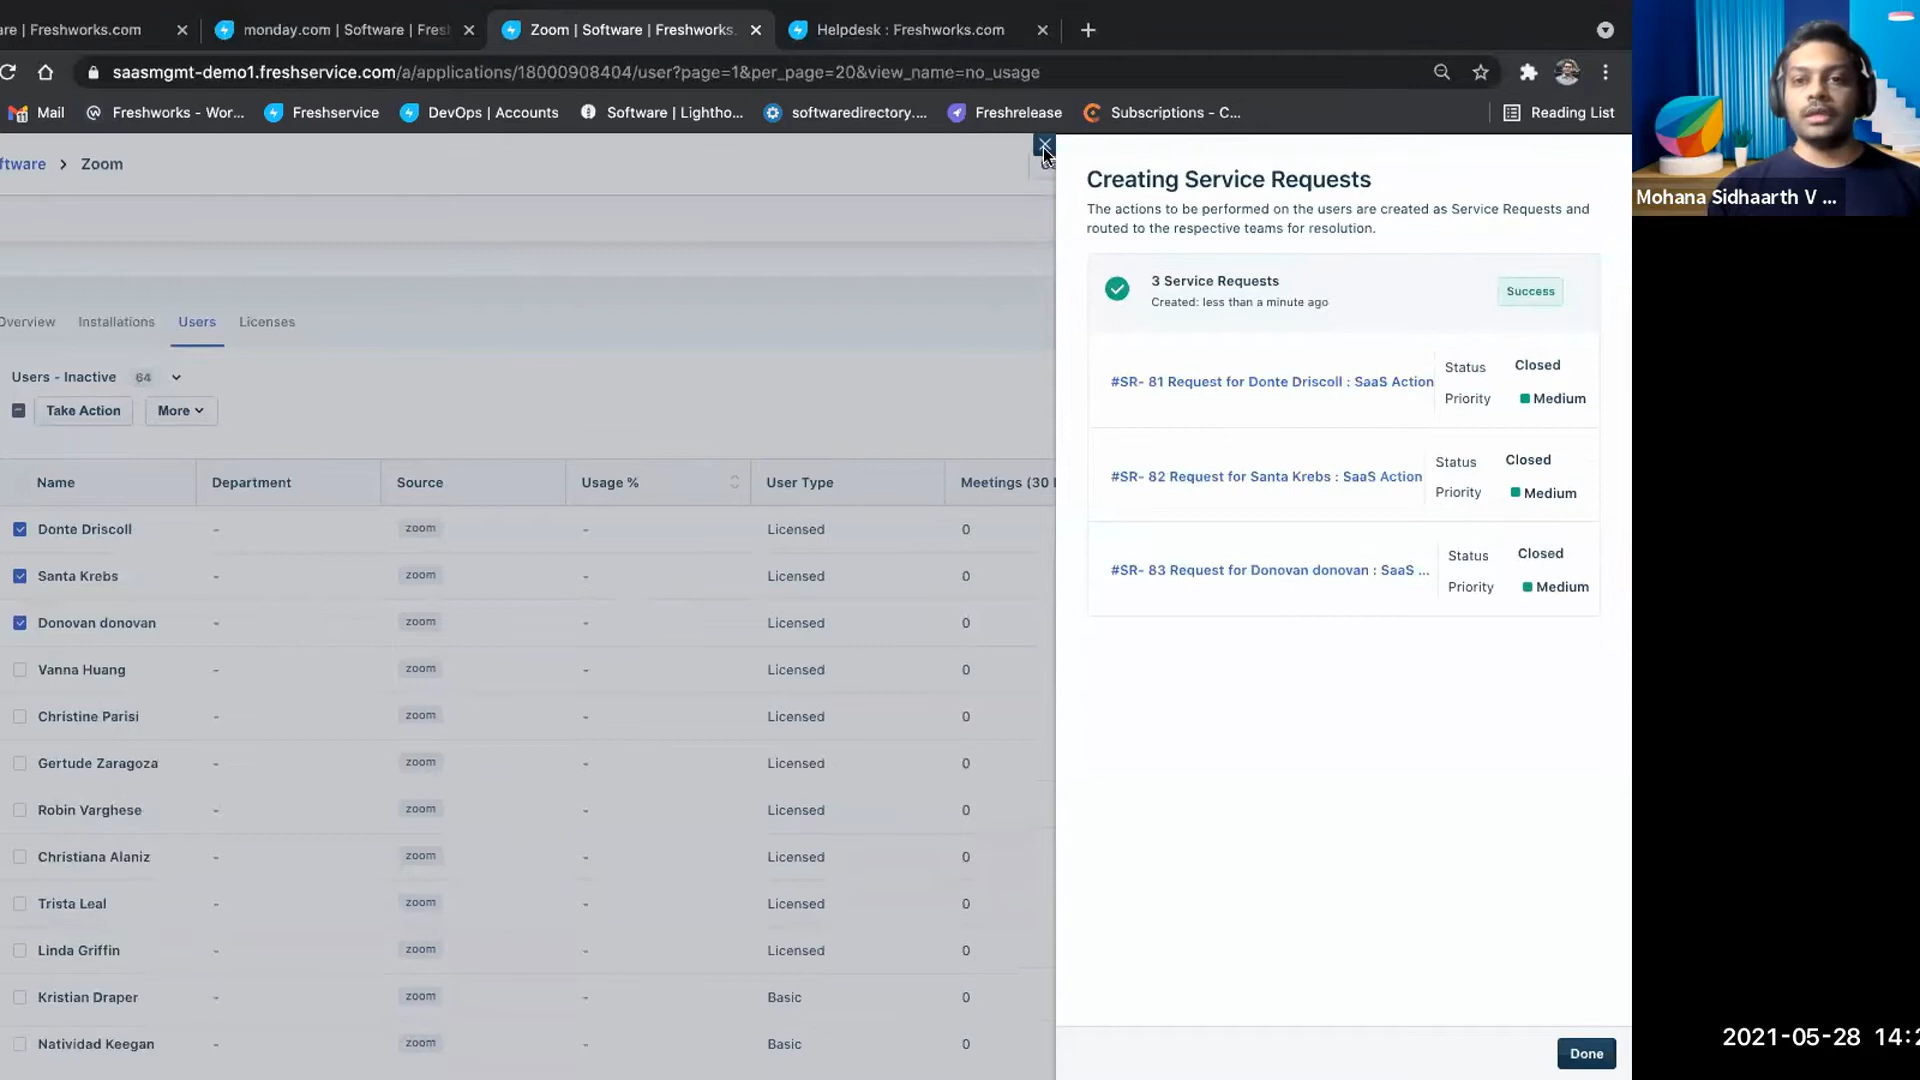 are | Freshworks.com
monday.com | Software | Fres
Zoom | Software | Freshworks.
Helpdesk : Freshworks.com
saasmgmt-demo1.freshservice.com/a/applications/18000908404/user?page=1&per_page=20&view_name=no_usage
Mail
Freshworks - Wor...
Freshservice
DevOps | Accounts
Software | Lightho...
softwaredirectory....
Freshrelease
Subscriptions - C...
Reading List
ftware > Zoom
Overview
Installations
Users
Licenses
Users - Inactive 64
Take Action
More
Name Department Source Usage % User Type Meetings (30
Donte Driscoll - zoom - Licensed 0
Santa Krebs - zoom - Licensed 0
Donovan donovan - zoom - Licensed 0
Vanna Huang - zoom - Licensed 0
Christine Parisi - zoom - Licensed 0
Gertude Zaragoza - zoom - Licensed 0
Robin Varghese - zoom - Licensed 0
Christiana Alaniz - zoom - Licensed 0
Trista Leal - zoom - Licensed 0
Linda Griffin - zoom - Licensed 0
Kristian Draper - zoom - Basic 0
Natividad Keegan - zoom - Basic 0
Creating Service Requests
The actions to be performed on the users are created as Service Requests and
routed to the respective teams for resolution.
3 Service Requests
Created: less than a minute ago
Success
#SR- 81 Request for Donte Driscoll : SaaS Action
Status Closed
Priority Medium
#SR- 82 Request for Santa Krebs : SaaS Action
Status Closed
Priority Medium
#SR- 83 Request for Donovan donovan : SaaS ...
Status Closed
Priority Medium
Done
Mohana Sidhaarth V ...
2021-05-28 14:2